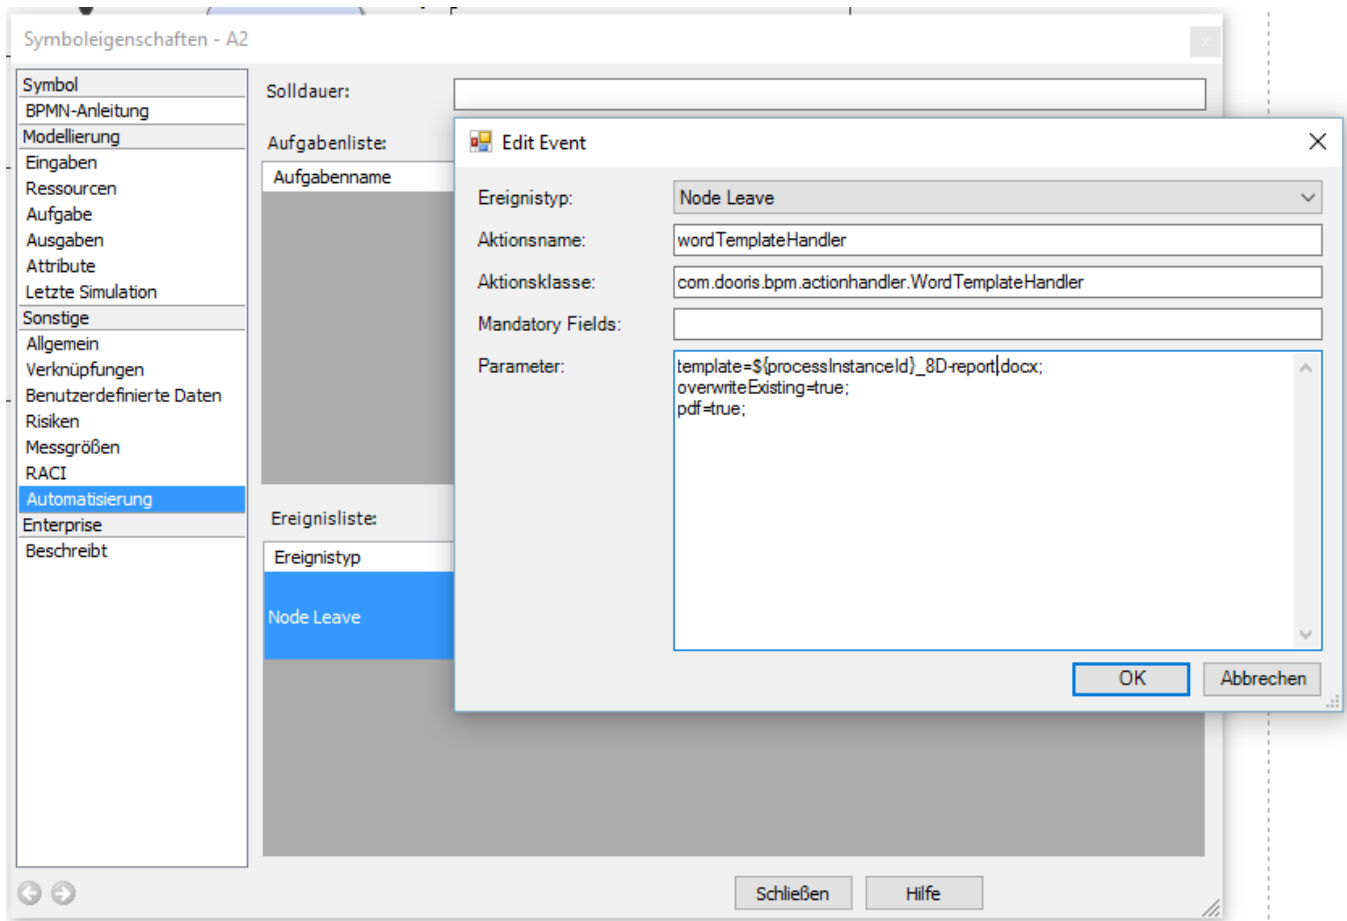 Symboleigenschaften - A2
Symbol
BPMN-Anleitung
Modellierung
Eingaben
Ressourcen
Aufgabe
Ausgaben
Attribute
Letzte Simulation
Sonstige
Allgemein
Verknüpfungen
Benutzerdefinierte Daten
Risiken
Messgrößen
RACI
Automatisierung
Enterprise
Beschreibt
Solldauer:
Aufgabenliste:
Aufgabenname
Ereignisliste:
Ereignistyp
Node Leave
Edit Event
Ereignistyp: Node Leave
Aktionsname: wordTemplateHandler
Aktionsklasse: com.dooris.bpm.actionhandler.WordTemplateHandler
Mandatory Fields:
Parameter: template=${processInstanceId}_8D-report.docx;
overwriteExisting=true;
pdf=true;
OK Abbrechen
Schließen Hilfe